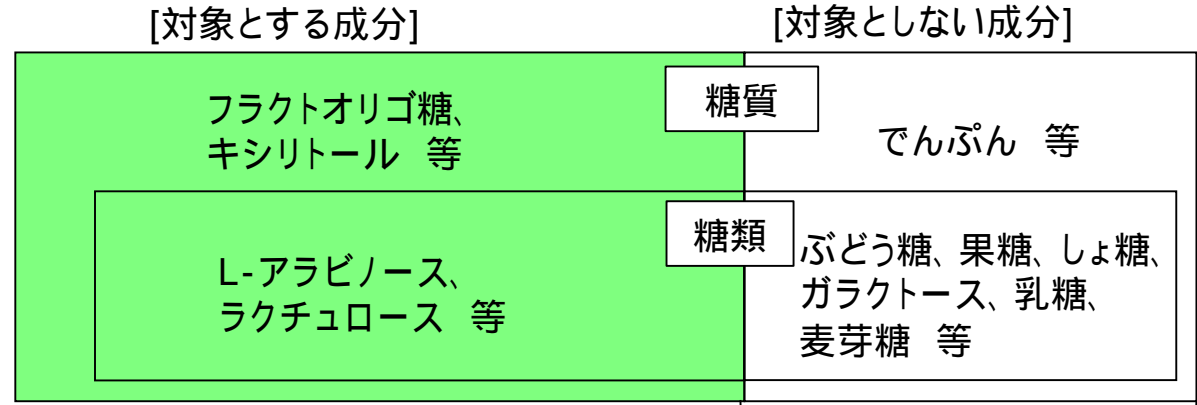 [対象とする成分]
[対象としない成分]
糖質
フラクトオリゴ糖、
キシリトール 等
でんぷん 等
糖類
L-アラビノース、
ラクチュロース 等
ぶどう糖、果糖、しょ糖、
ガラクトース、乳糖、
麦芽糖 等